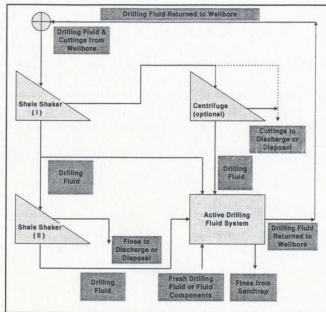 Drilling Fluid Returned to Wellbore
Drilling Fluid &
Cuttings from
Wellbore
Shale Shaker
( I )
Centrifuge
(optional)
Cuttings to
Discharge or
Disposal
Drilling
Fluid
Drilling
Fluid
Shale Shaker
( II )
Fines to
Discharge or
Disposal
Active Drilling
Fluid System
Drilling Fluid
Returned to
Wellbore
Drilling
Fluid
Fresh Drilling
Fluid or Fluid
Components
Fines from
Sandtrap